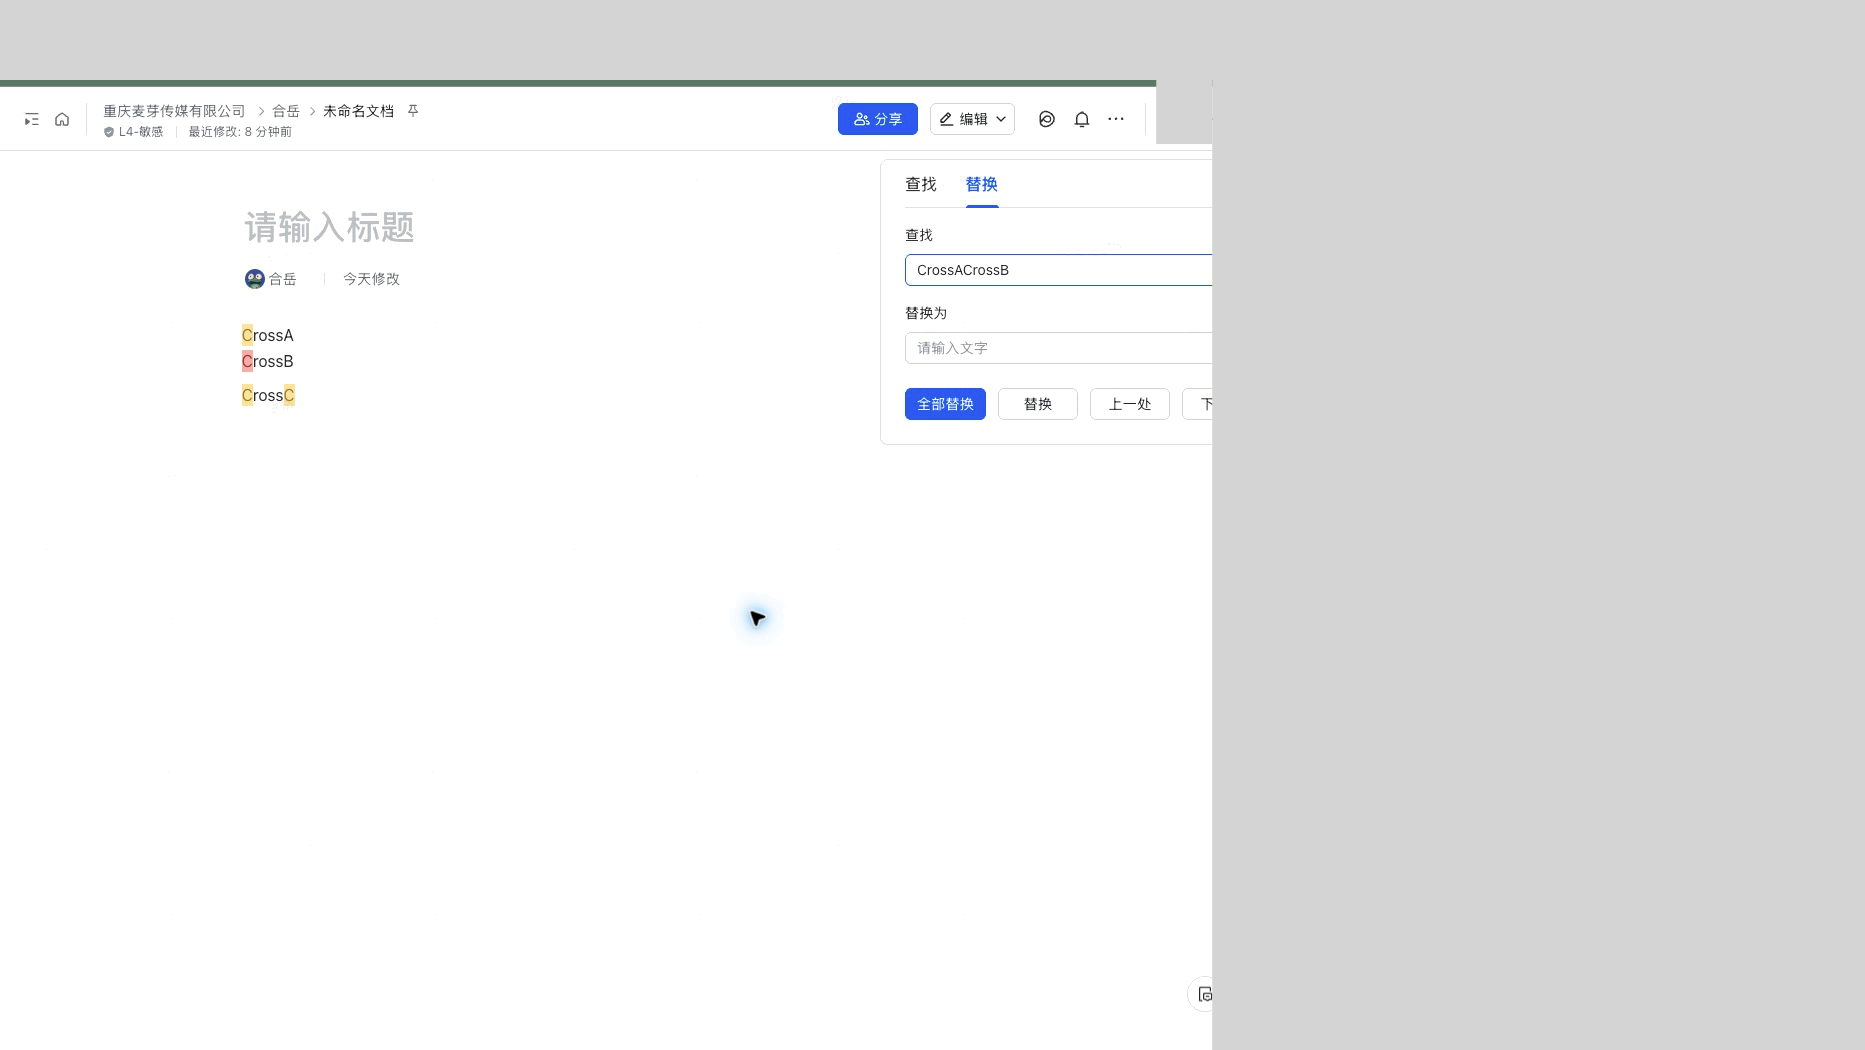 重庆麦芽传媒有限公司 > 合岳 > 未命名文档
L4-敏感 | 最近修改: 8 分钟前
分享
编辑
查找 替换
请输入标题
查找
合岳 | 今天修改
CrossACrossB
替换为
CrossA
请输入文字
CrossB
CrossC
全部替换 替换 上一处 下